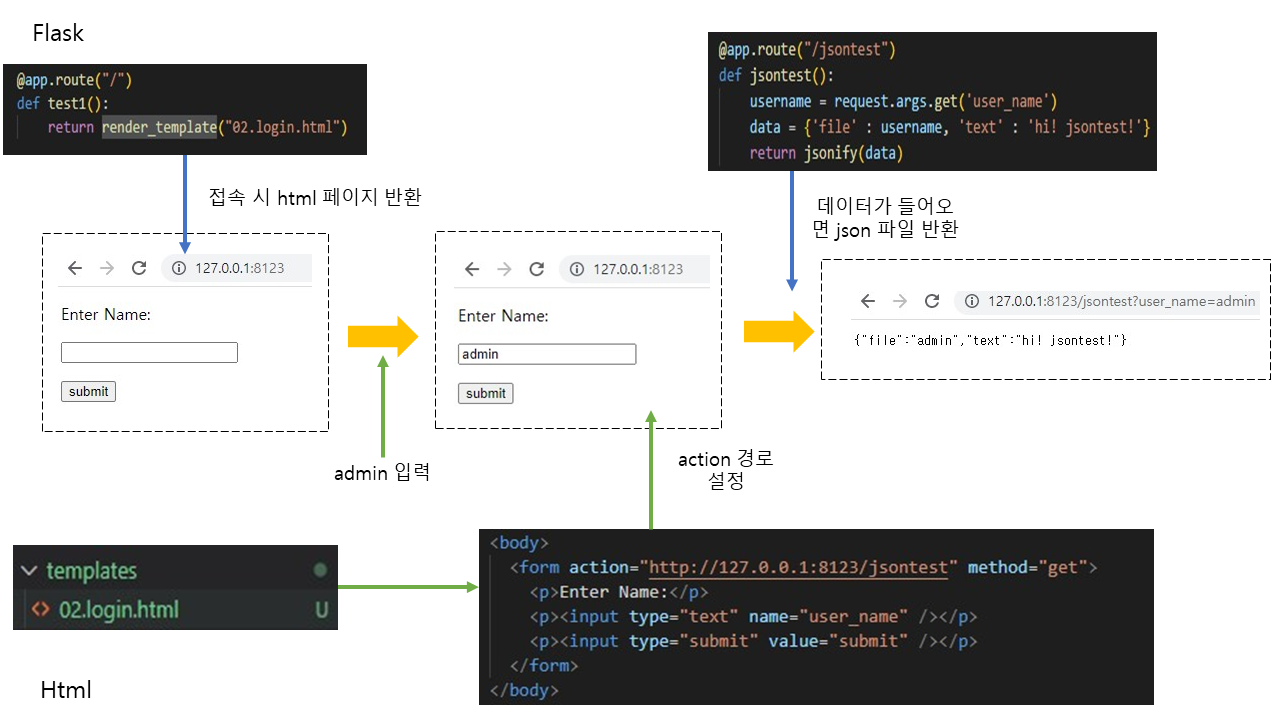 Flask
@app.route("/")
def test1():
    return render_template("02.login.html")
@app.route("/jsontest")
def jsontest():
    username = request.args.get('user_name')
    data = {'file' : username, 'text' : 'hi! jsontest!'}
    return jsonify(data)
접속 시 html 페이지 반환
데이터가 들어오
면 json 파일 반환
127.0.0.1:8123
Enter Name:
submit
127.0.0.1:8123
Enter Name:
admin
submit
127.0.0.1:8123/jsontest?user_name=admin
{"file":"admin","text":"hi! jsontest!"}
admin 입력
action 경로
설정
templates
02.login.html U
<body>
  <form action="http://127.0.0.1:8123/jsontest" method="get">
    <p>Enter Name:</p>
    <p><input type="text" name="user_name" /></p>
    <p><input type="submit" value="submit" /></p>
  </form>
</body>
Html